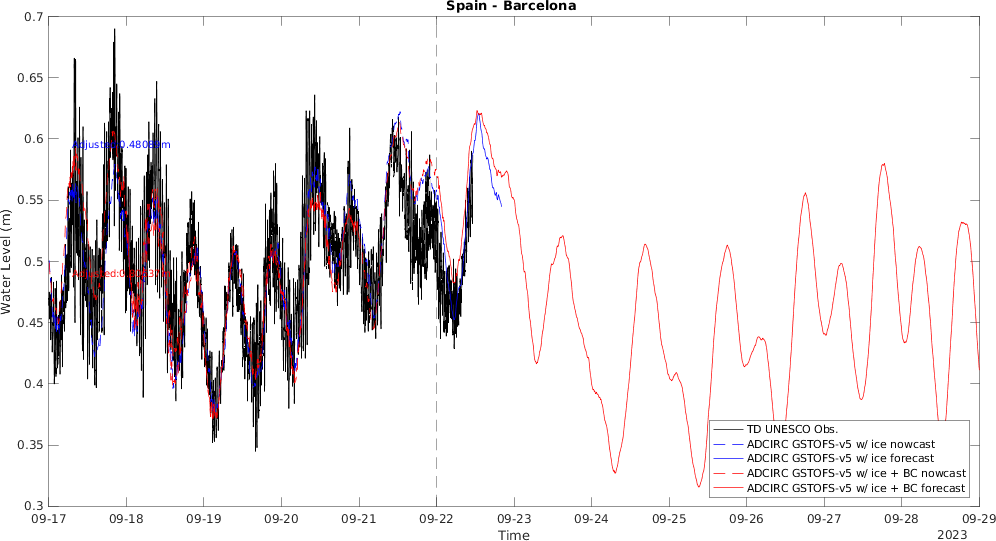 Spain - Barcelona
0.7
0.65
0.6
0.55
0.5
0.45
0.4
0.35
0.3
Water Level (m)
TD UNESCO Obs.
ADCIRC GSTOFS-v5 w/ ice nowcast
ADCIRC GSTOFS-v5 w/ ice forecast
ADCIRC GSTOFS-v5 w/ ice + BC nowcast
ADCIRC GSTOFS-v5 w/ ice + BC forecast
09-17 09-18 09-19 09-20 09-21 09-22 09-23 09-24 09-25 09-26 09-27 09-28 09-29
Time
2023